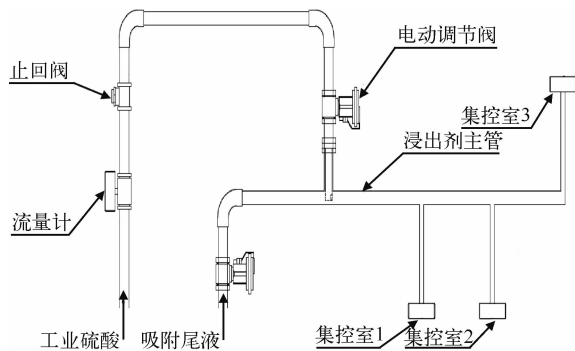 电动调节阀
止回阀
集控室3
浸出剂主管
流量计
工业硫酸
吸附尾液
集控室1
集控室2